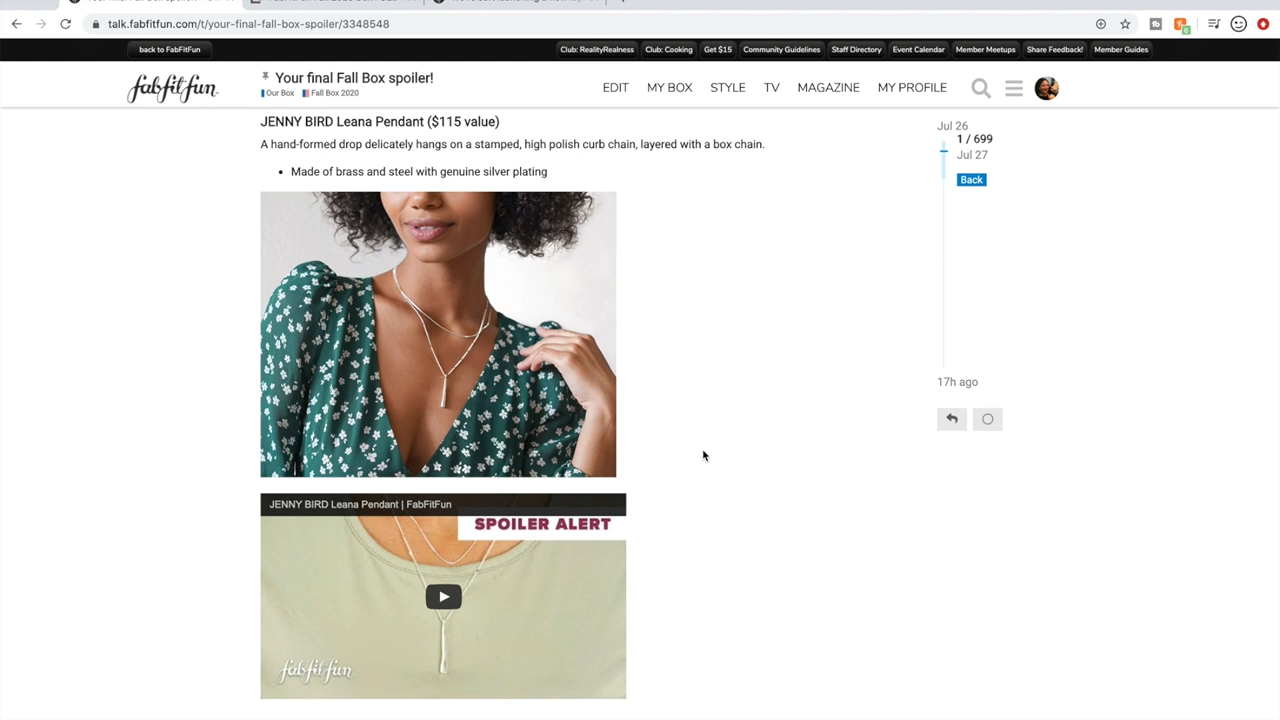 talk.fabfitfun.com/t/your-final-fall-box-spoiler/3348548
back to FabFitFun
Club: RealityRealness
Club: Cooking
Get $15
Community Guidelines
Staff Directory
Event Calendar
Member Meetups
Share Feedback!
Member Guides
fabfitfun
Your final Fall Box spoiler!
Our Box
Fall Box 2020
EDIT
MY BOX
STYLE
TV
MAGAZINE
MY PROFILE
JENNY BIRD Leana Pendant ($115 value)
A hand-formed drop delicately hangs on a stamped, high polish curb chain, layered with a box chain.
• Made of brass and steel with genuine silver plating
Jul 26
1 / 699
Jul 27
Back
17h ago
JENNY BIRD Leana Pendant | FabFitFun
SPOILER ALERT
fabfitfun